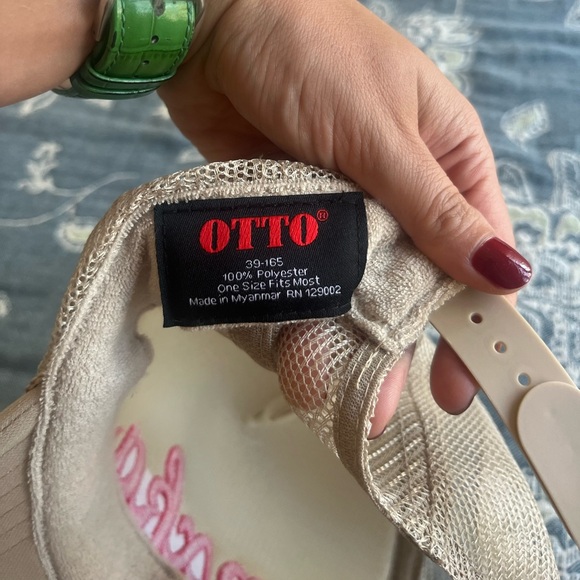 OTTO®
39-165
100% Polyester
One Size Fits Most
Made in Myanmar RN 129002